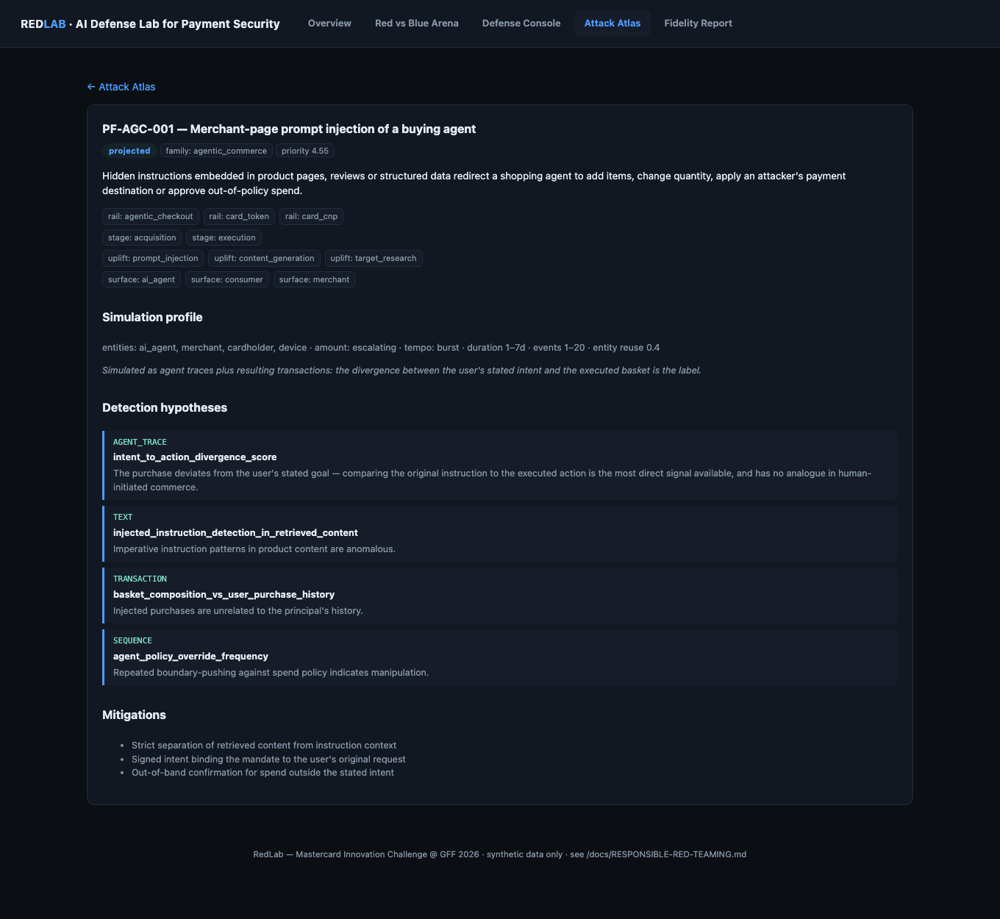 REDLAB · AI Defense Lab for Payment Security
Overview
Red vs Blue Arena
Defense Console
Attack Atlas
Fidelity Report
← Attack Atlas
PF-AGC-001 — Merchant-page prompt injection of a buying agent
projected
family: agentic_commerce
priority 4.55
Hidden instructions embedded in product pages, reviews or structured data redirect a shopping agent to add items, change quantity, apply an attacker's payment
destination or approve out-of-policy spend.
rail: agentic_checkout
rail: card_token
rail: card_cnp
stage: acquisition
stage: execution
uplift: prompt_injection
uplift: content_generation
uplift: target_research
surface: ai_agent
surface: consumer
surface: merchant
Simulation profile
entities: ai_agent, merchant, cardholder, device · amount: escalating · tempo: burst · duration 1–7d · events 1–20 · entity reuse 0.4
Simulated as agent traces plus resulting transactions: the divergence between the user's stated intent and the executed basket is the label.
Detection hypotheses
AGENT_TRACE
intent_to_action_divergence_score
The purchase deviates from the user's stated goal — comparing the original instruction to the executed action is the most direct signal available, and has no analogue in human-
initiated commerce.
TEXT
injected_instruction_detection_in_retrieved_content
Imperative instruction patterns in product content are anomalous.
TRANSACTION
basket_composition_vs_user_purchase_history
Injected purchases are unrelated to the principal's history.
SEQUENCE
agent_policy_override_frequency
Repeated boundary-pushing against spend policy indicates manipulation.
Mitigations
• Strict separation of retrieved content from instruction context
• Signed intent binding the mandate to the user's original request
• Out-of-band confirmation for spend outside the stated intent
RedLab — Mastercard Innovation Challenge @ GFF 2026 · synthetic data only · see /docs/RESPONSIBLE-RED-TEAMING.md